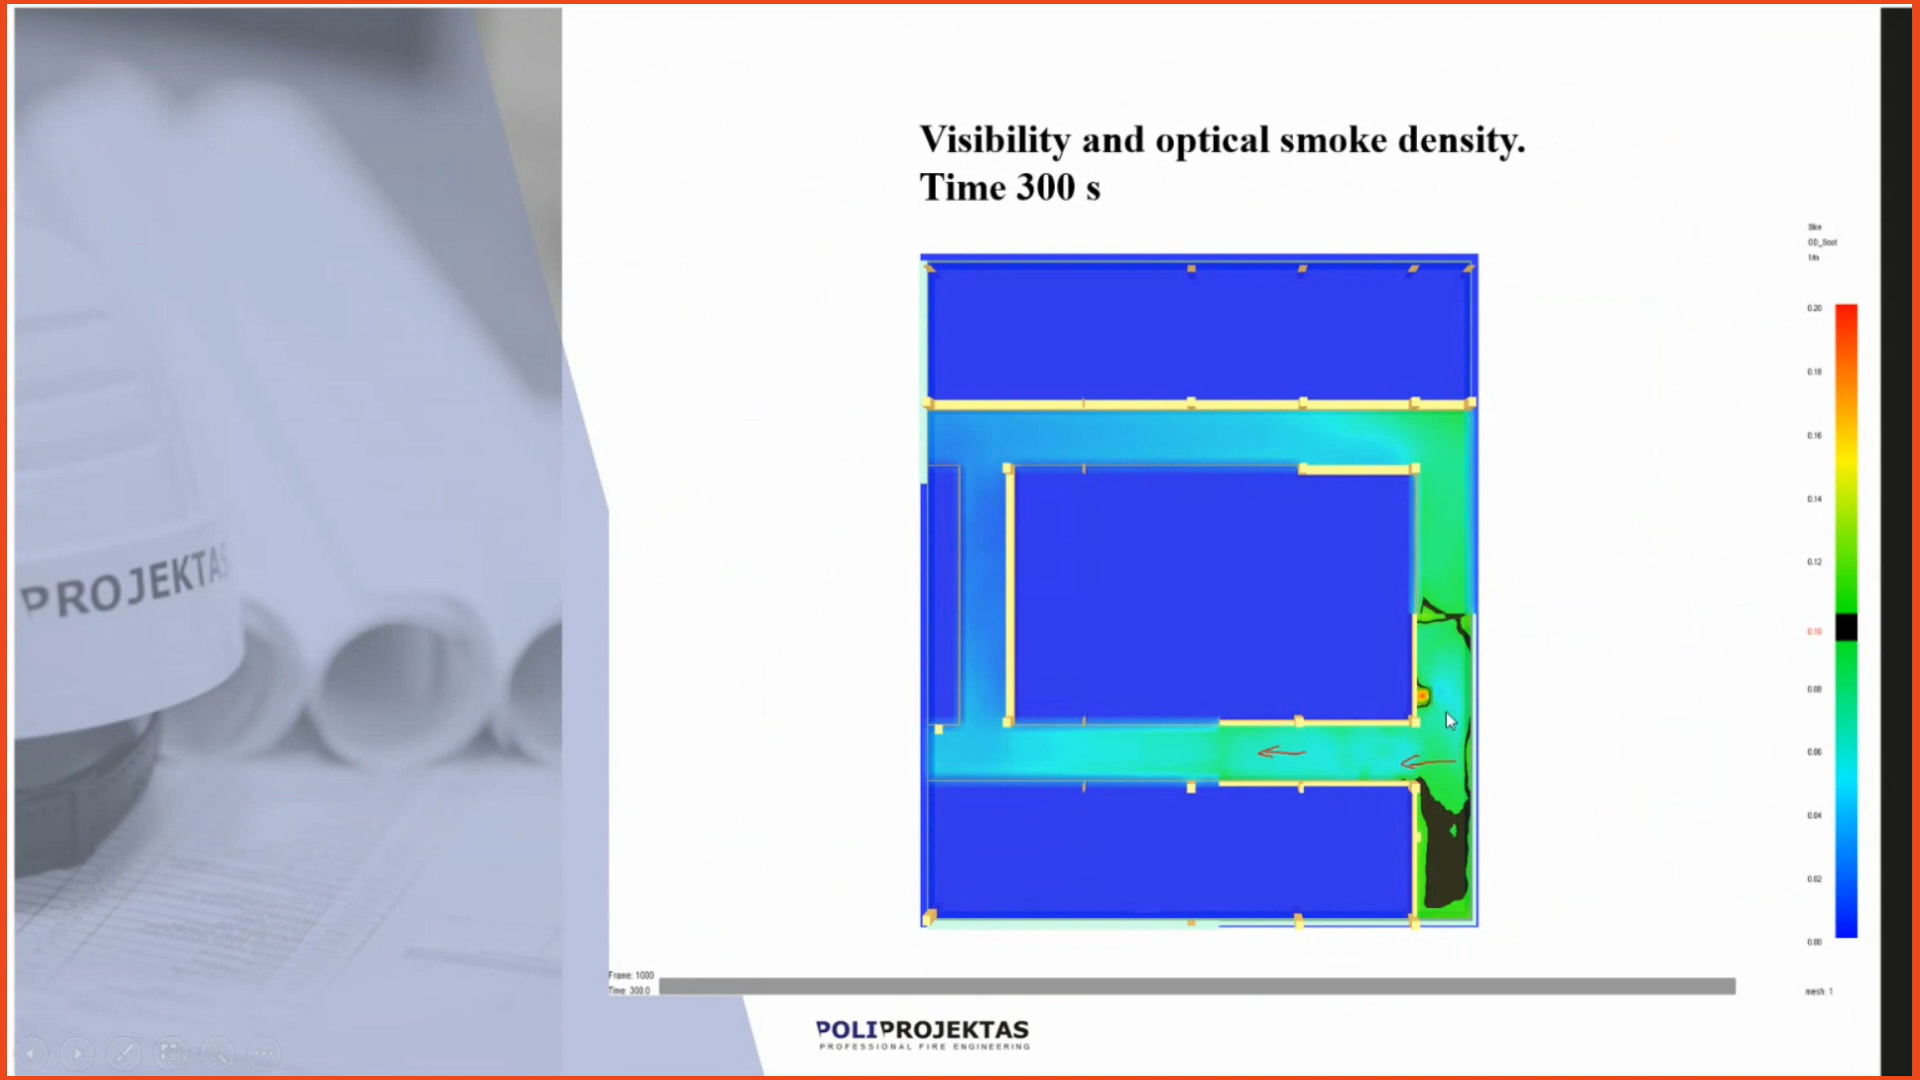 Visibility and optical smoke density.
Time 300 s
Slice
OD_Soot
1/m
0.20
0.18
0.16
0.14
0.12
0.10
0.08
0.06
0.04
0.02
0.00
PROJEKTAS
Frame: 1000
Time: 300.0
mesh: 1
POLIPROJEKTAS
PROFESSIONAL FIRE ENGINEERING